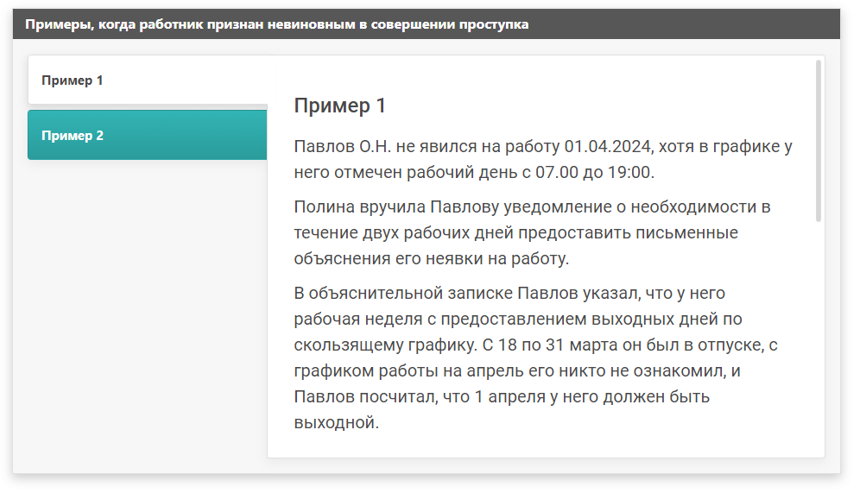 Примеры, когда работник признан невиновным в совершении проступка
Пример 1
Пример 2
Пример 1
Павлов О.Н. не явился на работу 01.04.2024, хотя в графике у
него отмечен рабочий день с 07.00 до 19:00.
Полина вручила Павлову уведомление о необходимости в
течение двух рабочих дней предоставить письменные
объяснения его неявки на работу.
В объяснительной записке Павлов указал, что у него
рабочая неделя с предоставлением выходных дней по
скользящему графику. С 18 по 31 марта он был в отпуске, с
графиком работы на апрель его никто не ознакомил, и
Павлов посчитал, что 1 апреля у него должен быть
выходной.